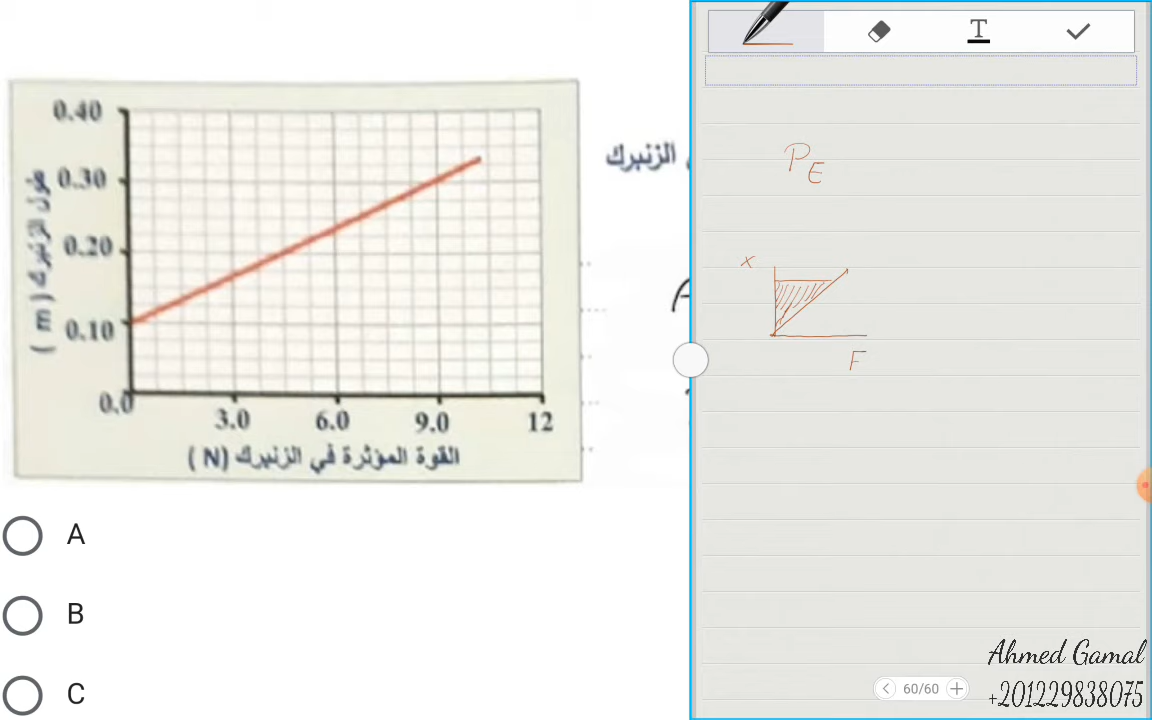 0.40
0.30
0.20
0.10
0.0
3.0
6.0
9.0
12
طول الزنبرك ( m )
القوة المؤثرة في الزنبرك (N )
الزنبرك
A
B
C
T
PE
x
F
60/60
Ahmed Gamal
+201229838075